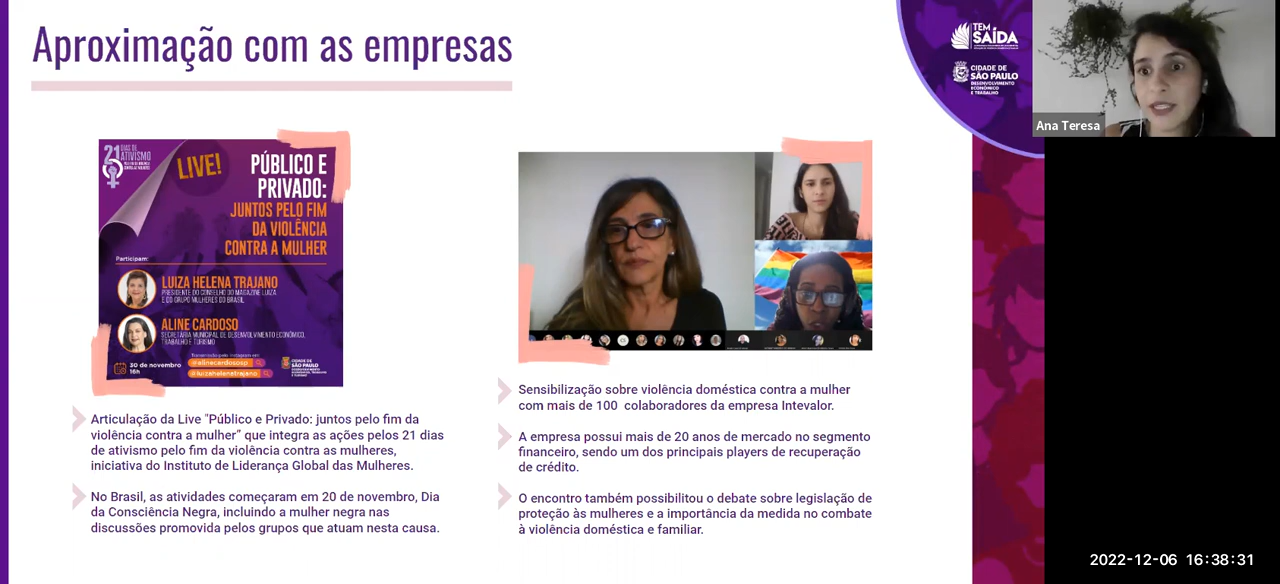 Aproximação com as empresas
TEM
SAÍDA
CIDADE DE
SÃO PAULO
DESENVOLVIMENTO
ECONÔMICO
E TRABALHO
Ana Teresa
21 DIAS DE
ATIVISMO
LIVE!
PÚBLICO E
PRIVADO:
JUNTOS PELO FIM
DA VIOLÊNCIA
CONTRA A MULHER
Participam:
LUIZA HELENA TRAJANO
PRESIDENTE DO CONSELHO DO MAGAZINE LUIZA
E DO GRUPO MULHERES DO BRASIL
ALINE CARDOSO
SECRETÁRIA MUNICIPAL DE DESENVOLVIMENTO ECONÔMICO,
TRABALHO E TURISMO
30 de novembro
16h
Transmissão pelo Instagram em:
@alinecardososp
@luizahelenatrajano
CIDADE DE
SÃO PAULO
Articulação da Live "Público e Privado: juntos pelo fim da
violência contra a mulher” que integra as ações pelos 21 dias
de ativismo pelo fim da violência contra as mulheres,
iniciativa do Instituto de Liderança Global das Mulheres.
No Brasil, as atividades começaram em 20 de novembro, Dia
da Consciência Negra, incluindo a mulher negra nas
discussões promovida pelos grupos que atuam nesta causa.
Sensibilização sobre violência doméstica contra a mulher
com mais de 100 colaboradores da empresa Intevalor.
A empresa possui mais de 20 anos de mercado no segmento
financeiro, sendo um dos principais players de recuperação
de crédito.
O encontro também possibilitou o debate sobre legislação de
proteção às mulheres e a importância da medida no combate
à violência doméstica e familiar.
2022-12-06 16:38:31